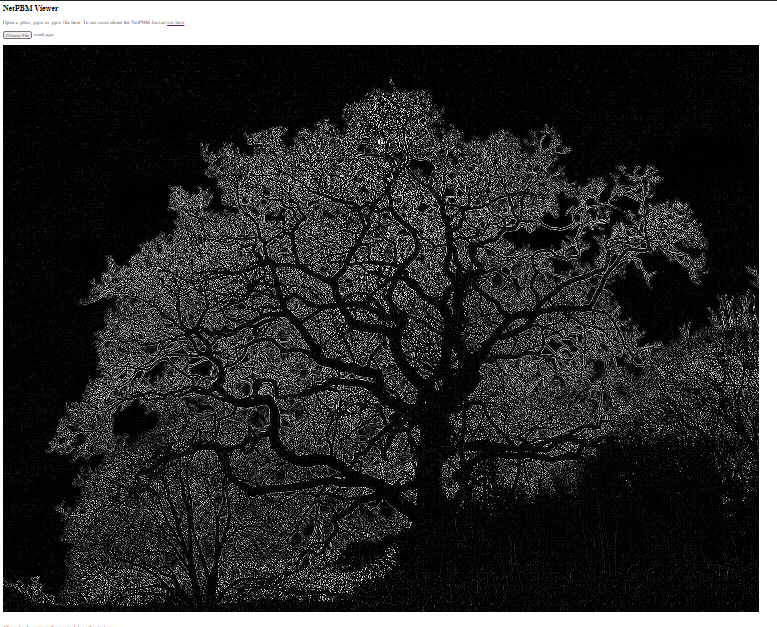 NetPBM Viewer
Open a .pbm, .pgm or .ppm file here. To see more about the NetPBM format see here.
Choose File